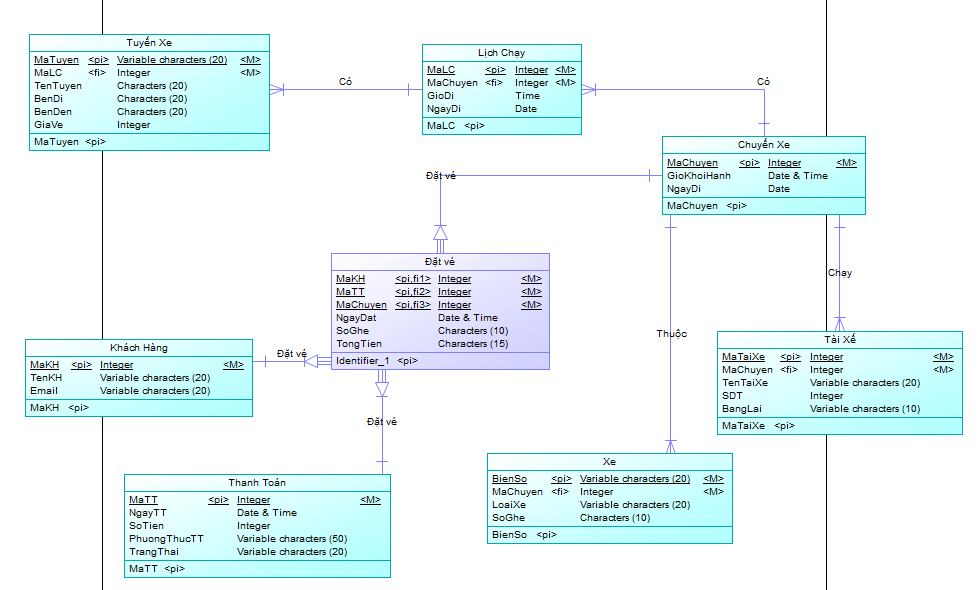 Tuyến Xe
MaTuyen <pi> Variable characters (20) <M>
MaLC <fi> Integer <M>
TenTuyen Characters (20)
BenDi Characters (20)
BenDen Characters (20)
GiaVe Integer
MaTuyen <pi>
Có
Lịch Chạy
MaLC <pi> Integer <M>
MaChuyen <fi> Integer <M>
GioDi Time
NgayDi Date
MaLC <pi>
Có
Chuyến Xe
MaChuyen <pi> Integer <M>
GioKhoiHanh Date & Time
NgayDi Date
MaChuyen <pi>
Đặt vé
Đặt vé
MaKH <pi,fi1> Integer <M>
MaTT <pi,fi2> Integer <M>
MaChuyen <pi,fi3> Integer <M>
NgayDat Date & Time
SoGhe Characters (10)
TongTien Characters (15)
Identifier_1 <pi>
Chạy
Thuộc
Khách Hàng
MaKH <pi> Integer <M>
TenKH Variable characters (20)
Email Variable characters (20)
MaKH <pi>
Đặt vé
Tài Xế
MaTaiXe <pi> Integer <M>
MaChuyen <fi> Integer <M>
TenTaiXe Variable characters (20)
SDT Integer
BangLai Variable characters (10)
MaTaiXe <pi>
Đặt vé
Thanh Toán
MaTT <pi> Integer <M>
NgayTT Date & Time
SoTien Integer
PhuongThucTT Variable characters (50)
TrangThai Variable characters (20)
MaTT <pi>
Xe
BienSo <pi> Variable characters (20) <M>
MaChuyen <fi> Integer <M>
LoaiXe Variable characters (20)
SoGhe Characters (10)
BienSo <pi>